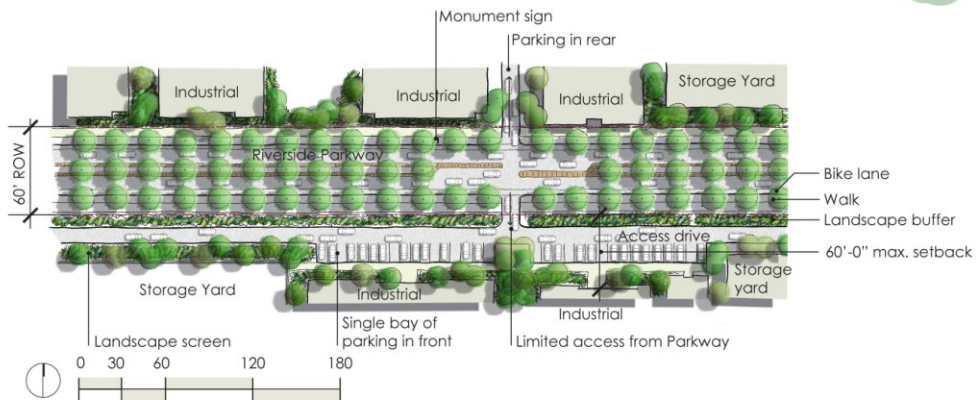 Monument sign
Parking in rear
Industrial
Industrial
Industrial
Storage Yard
Riverside Parkway
60' ROW
Bike lane
Walk
Landscape buffer
Access drive
60'-0" max. setback
Storage Yard
Industrial
Storage
yard
Industrial
Landscape screen
Single bay of
parking in front
Limited access from Parkway
0 30 60 120 180